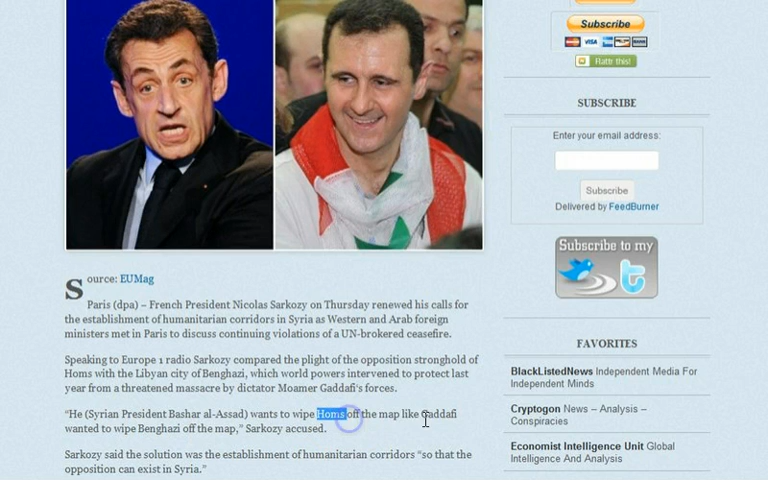 Subscribe
VISA
Flattr this!
SUBSCRIBE
Enter your email address:
Subscribe
Delivered by FeedBurner
Subscribe to my
t
Source: EUMag
Paris (dpa) – French President Nicolas Sarkozy on Thursday renewed his calls for
the establishment of humanitarian corridors in Syria as Western and Arab foreign
ministers met in Paris to discuss continuing violations of a UN-brokered ceasefire.
Speaking to Europe 1 radio Sarkozy compared the plight of the opposition stronghold of
Homs with the Libyan city of Benghazi, which world powers intervened to protect last
year from a threatened massacre by dictator Moamer Gaddafi's forces.
“He (Syrian President Bashar al-Assad) wants to wipe Homs off the map like Gaddafi
wanted to wipe Benghazi off the map,” Sarkozy accused.
Sarkozy said the solution was the establishment of humanitarian corridors “so that the
opposition can exist in Syria.”
FAVORITES
BlackListedNews Independent Media For
Independent Minds
Cryptogon News – Analysis –
Conspiracies
Economist Intelligence Unit Global
Intelligence And Analysis